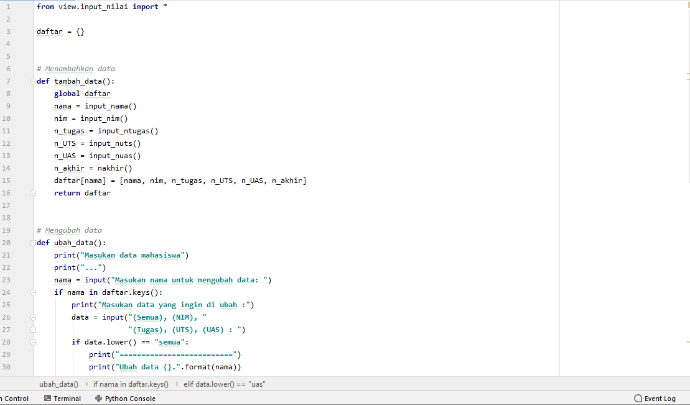 1 from view.input_nilai import *
2
3 daftar = {}
4
5
6 # Menambahkan data
7 def tambah_data():
8 global daftar
9 nama = input_nama()
10 nim = input_nim()
11 n_tugas = input_ntugas()
12 n_UTS = input_nuts()
13 n_UAS = input_nuas()
14 n_akhir = nakhir()
15 daftar[nama] = [nama, nim, n_tugas, n_UTS, n_UAS, n_akhir]
16 return daftar
17
18
19 # Mengubah data
20 def ubah_data():
21 print("Masukan data mahasiswa")
22 print("...")
23 nama = input("Masukan nama untuk mengubah data: ")
24 if nama in daftar.keys():
25 print("Masukan data yang ingin di ubah :")
26 data = input("(Semua), (NIM), "
27 "(Tugas), (UTS), (UAS) : ")
28 if data.lower() == "semua":
29 print("==========================")
30 print("Ubah data {}.".format(nama))
ubah_data() › if nama in daftar.keys() › elif data.lower() == "uas"
n Control Terminal Python Console Event Log